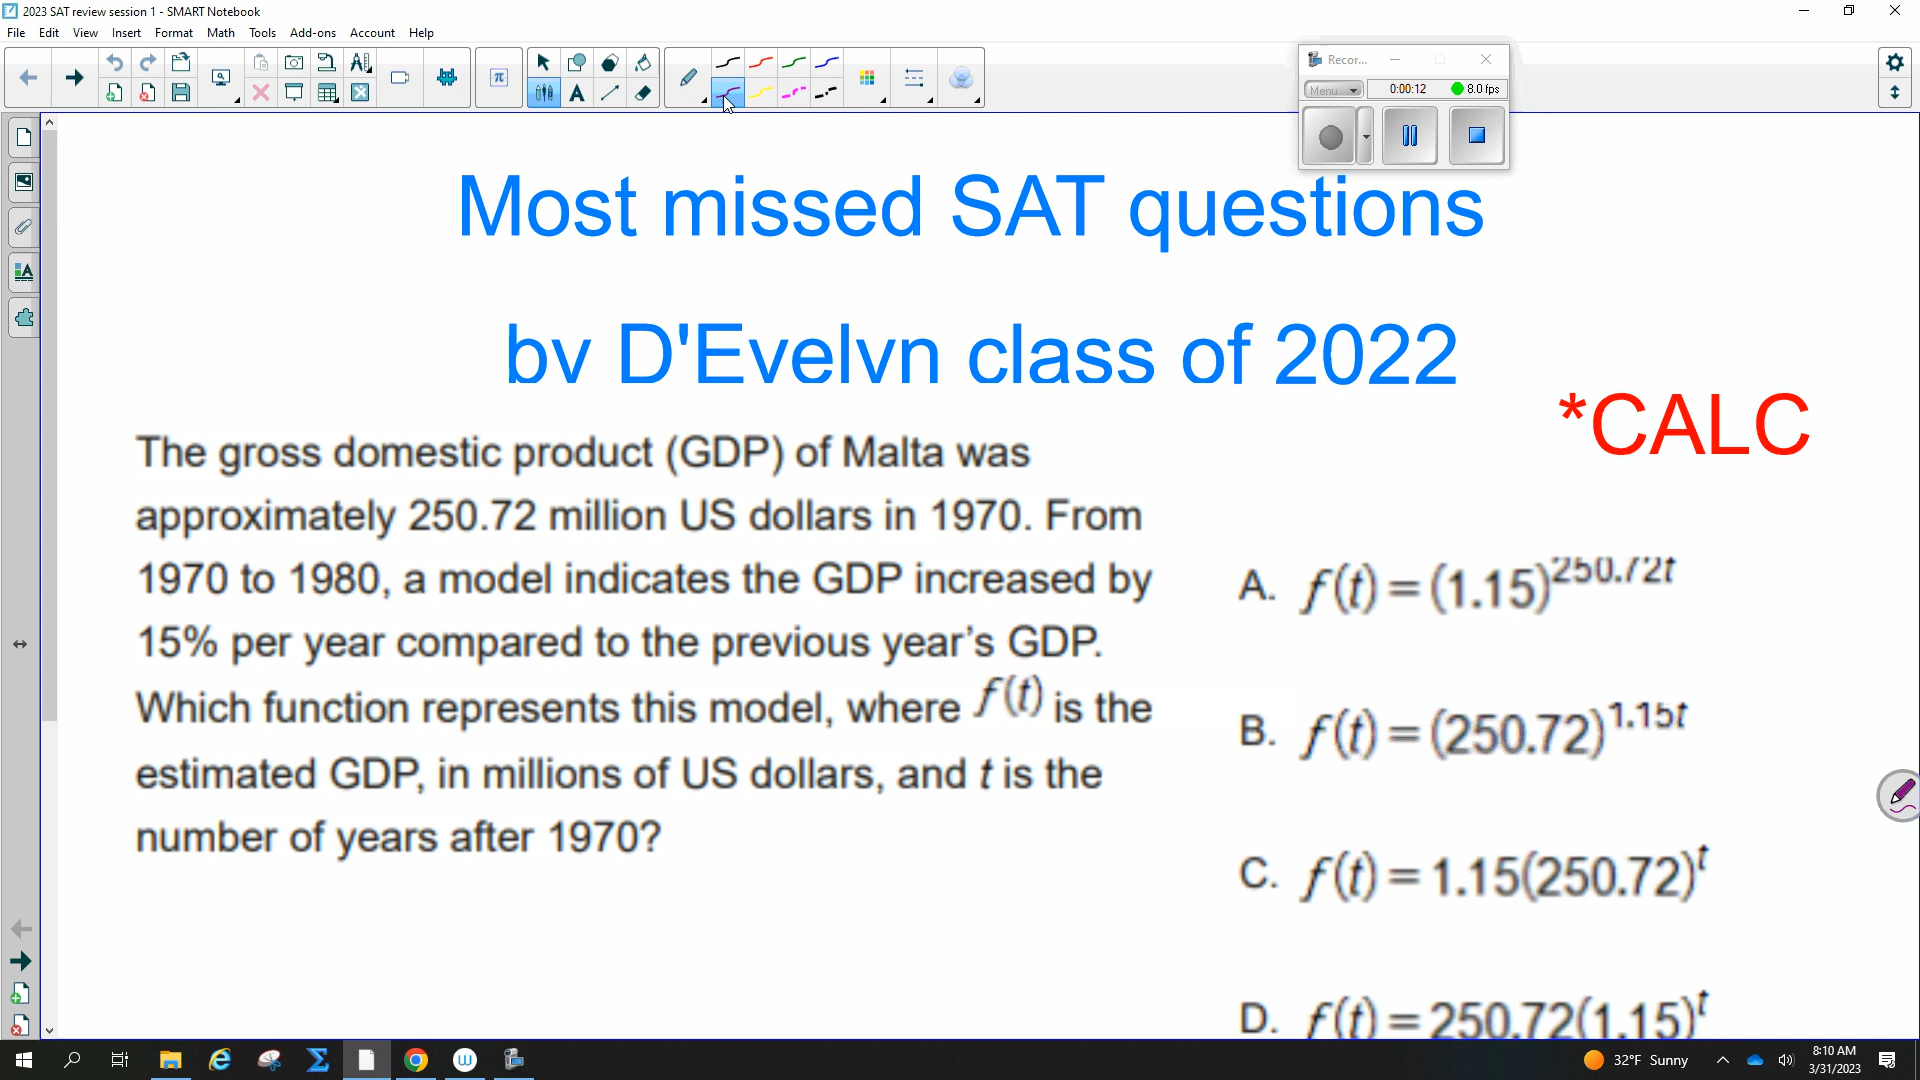 2023 SAT review session 1 - SMART Notebook
File Edit View Insert Format Math Tools Add-ons Account Help
Recor...
Menu 0:00:12 8.0 fps
Most missed SAT questions
by D'Evelyn class of 2022
*CALC
The gross domestic product (GDP) of Malta was
approximately 250.72 million US dollars in 1970. From
1970 to 1980, a model indicates the GDP increased by
15% per year compared to the previous year's GDP.
Which function represents this model, where f(t) is the
estimated GDP, in millions of US dollars, and t is the
number of years after 1970?
A. f(t) = (1.15)^250.72t
B. f(t) = (250.72)^1.15t
C. f(t) = 1.15(250.72)^t
D. f(t) = 250.72(1.15)^t
32°F Sunny
8:10 AM
3/31/2023